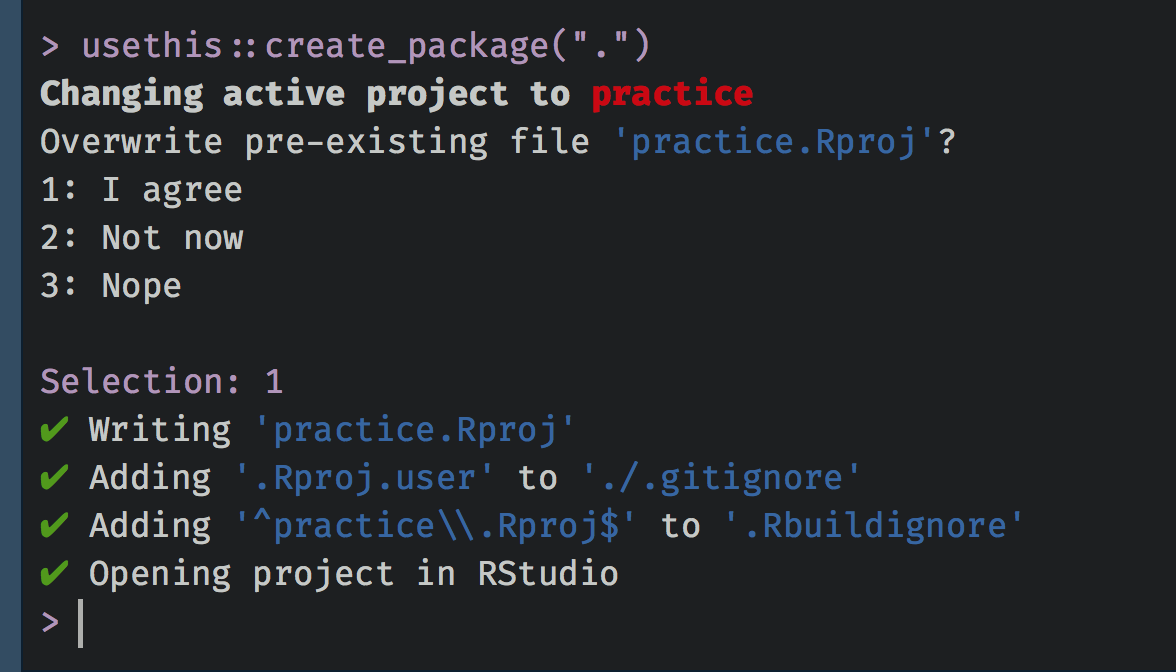 > usethis::create_package(".")
Changing active project to practice
Overwrite pre-existing file 'practice.Rproj'?
1: I agree
2: Not now
3: Nope
Selection: 1
✔ Writing 'practice.Rproj'
✔ Adding '.Rproj.user' to './.gitignore'
✔ Adding '^practice\\.Rproj$' to '.Rbuildignore'
✔ Opening project in RStudio
>